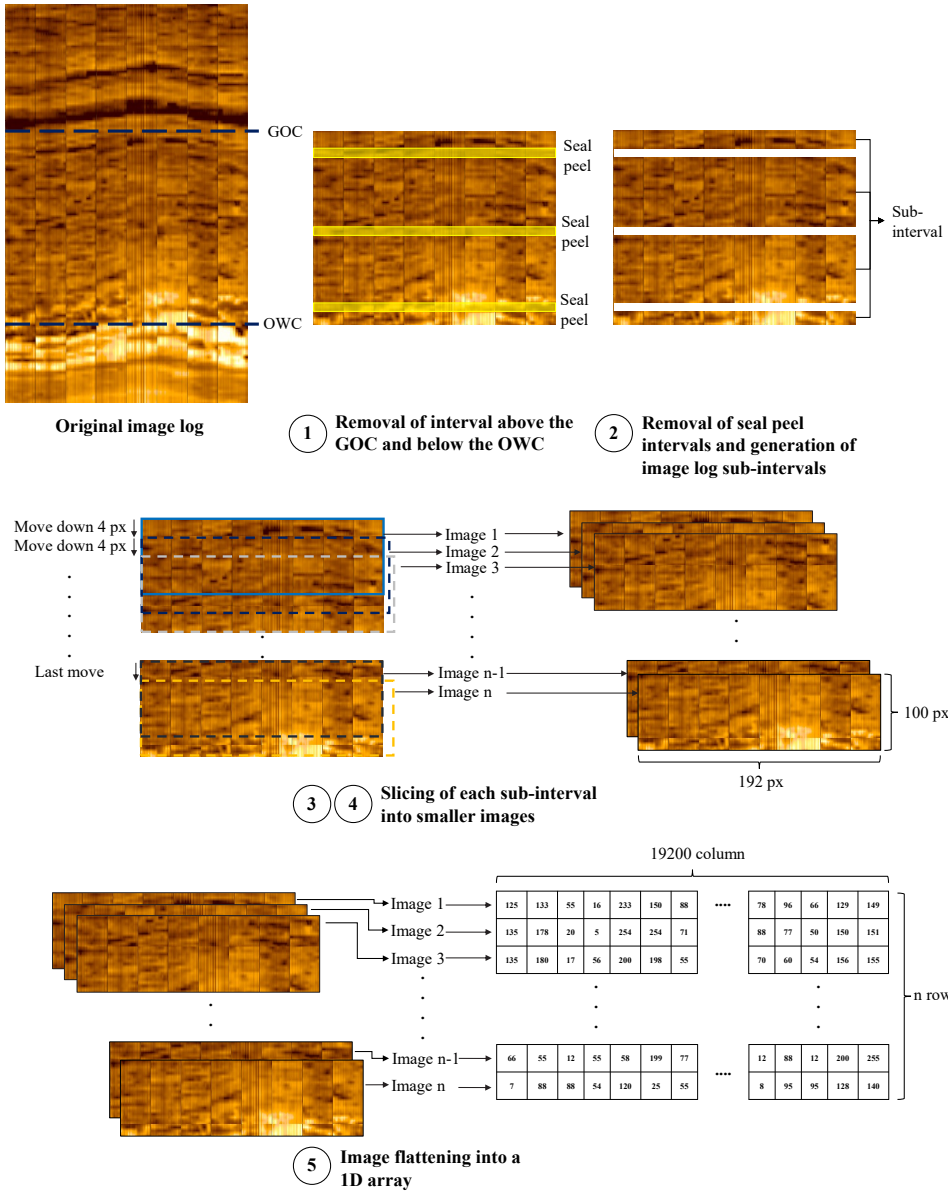 GOC
OWC
Original image log
Seal
peel
Seal
peel
Seal
peel
Sub-
interval
1
Removal of interval above the
GOC and below the OWC
2
Removal of seal peel
intervals and generation of
image log sub-intervals
Move down 4 px
Move down 4 px
Last move
Image 1
Image 2
Image 3
Image n-1
Image n
100 px
192 px
3 4
Slicing of each sub-interval
into smaller images
19200 column
Image 1 125 133 55 16 233 150 88 .... 78 96 66 129 149
Image 2 135 178 20 5 254 254 71 88 77 50 150 151
Image 3 135 180 17 56 200 198 55 70 60 54 156 155
n row
Image n-1 66 55 12 55 58 199 77 .... 12 88 12 200 255
Image n 7 88 88 54 120 25 55 8 95 95 128 140
5
Image flattening into a
1D array